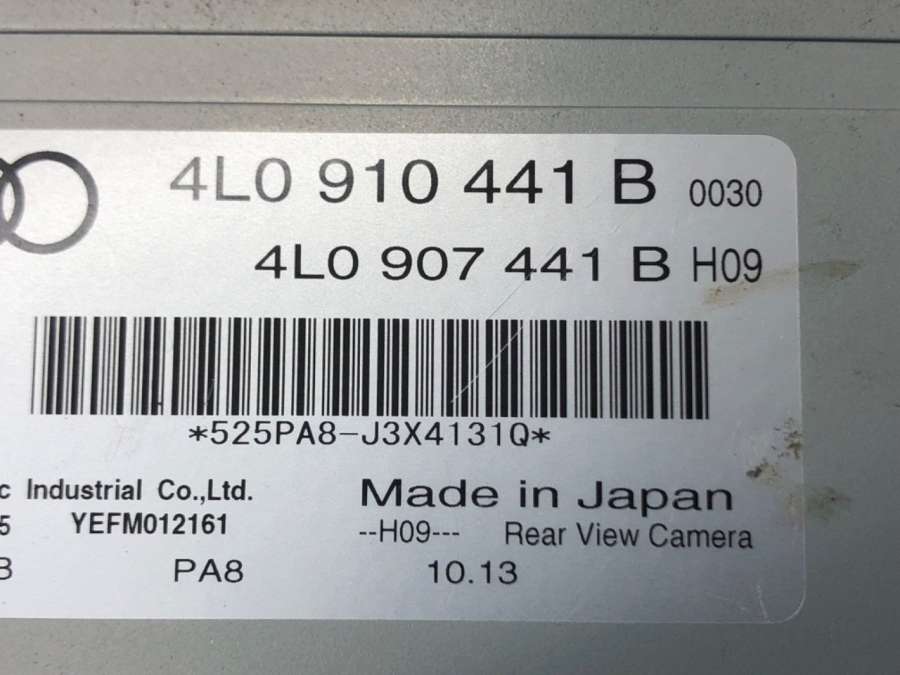 4L0 910 441 B 0030
4L0 907 441 B H09
*525PA8-J3X4131Q*
c Industrial Co.,Ltd.
Made in Japan
5 YEFM012161
--H09--- Rear View Camera
B PA8 10.13